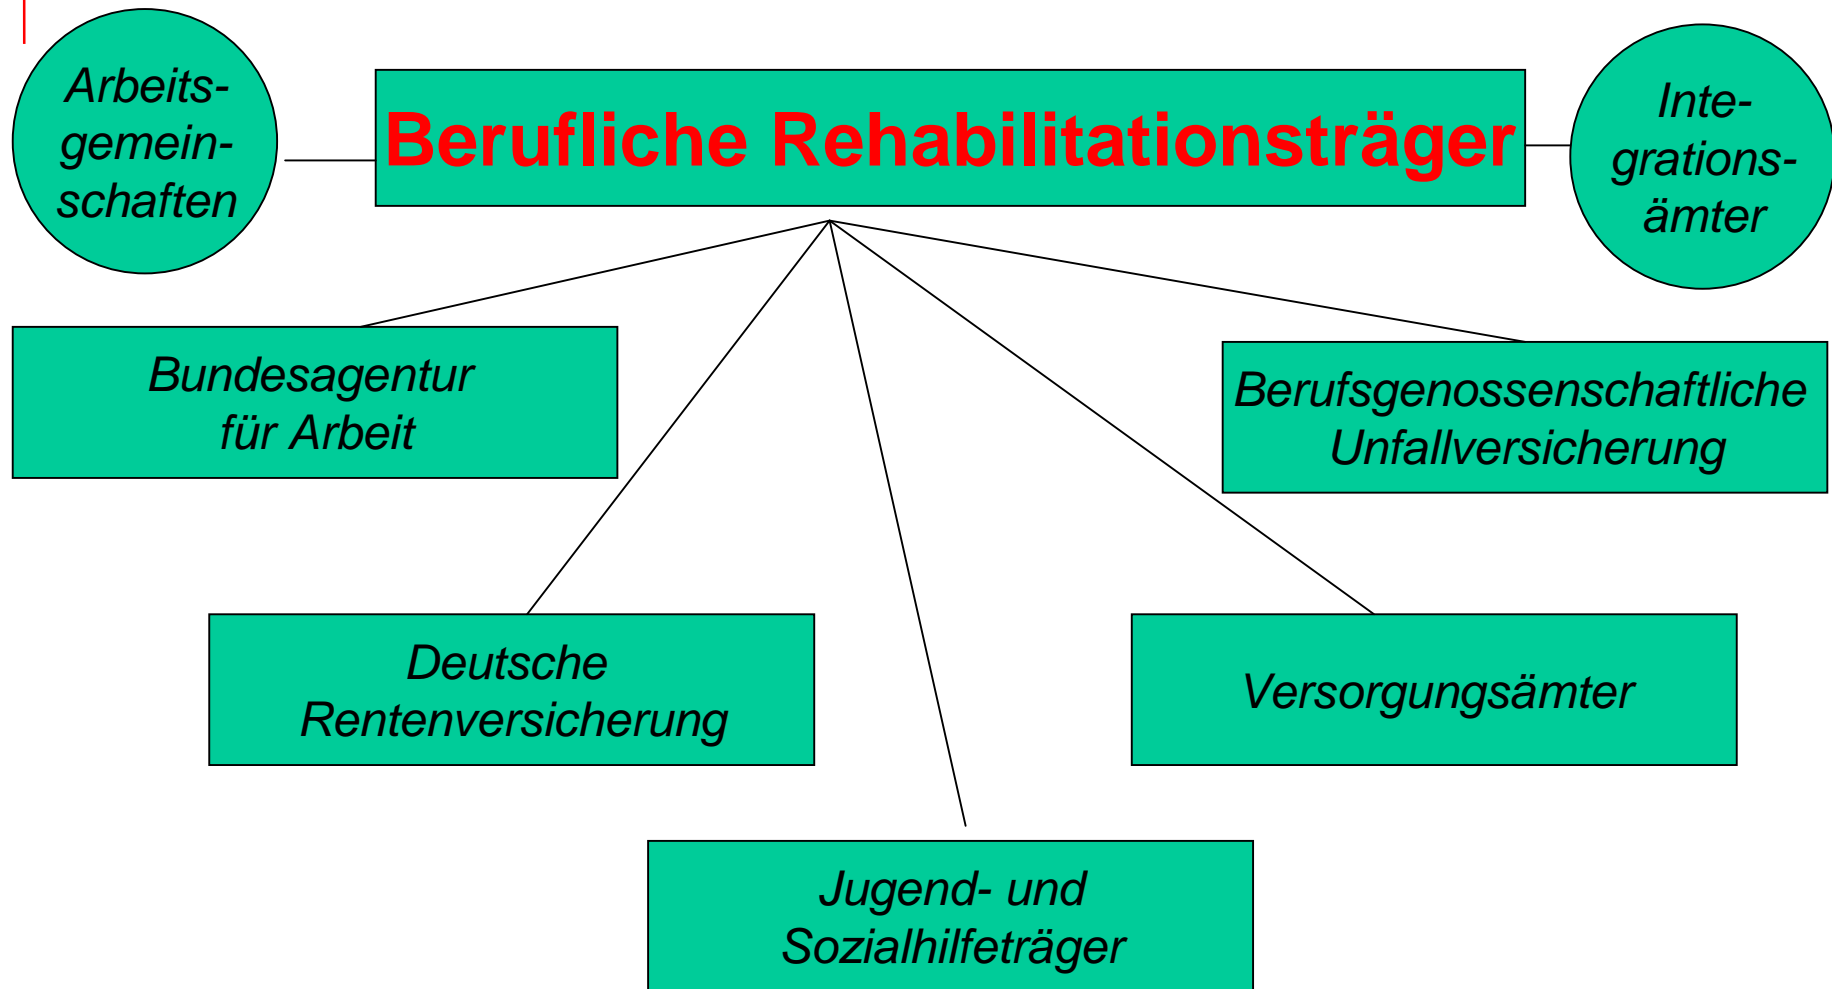 Arbeits-
gemein-
schaften
Berufliche Rehabilitationsträger
Inte-
grations-
ämter
Bundesagentur
für Arbeit
Berufsgenossenschaftliche
Unfallversicherung
Deutsche
Rentenversicherung
Versorgungsämter
Jugend- und
Sozialhilfeträger